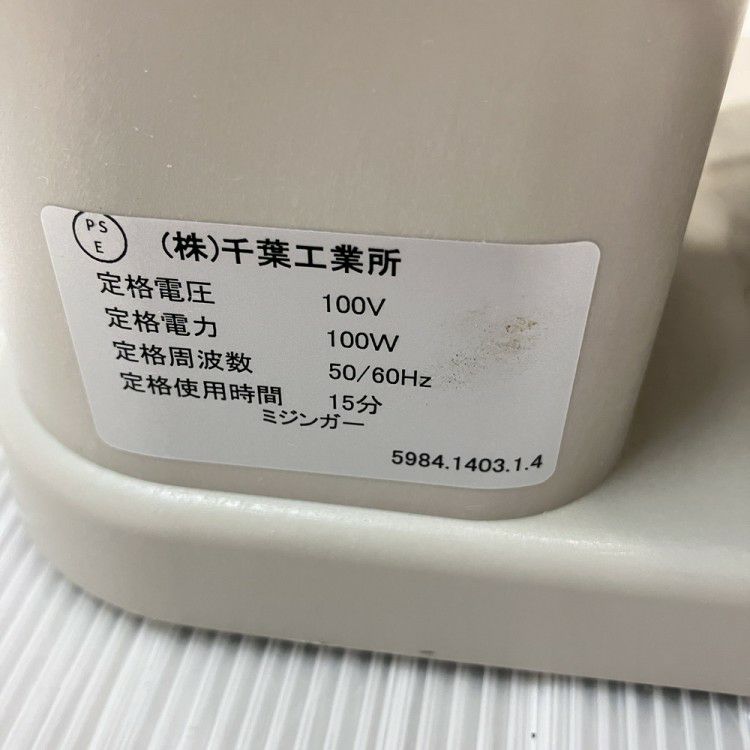 PS
E
(株)千葉工業所
定格電圧 100V
定格電力 100W
定格周波数 50/60Hz
定格使用時間 15分
ミジンガー
5984.1403.1.4